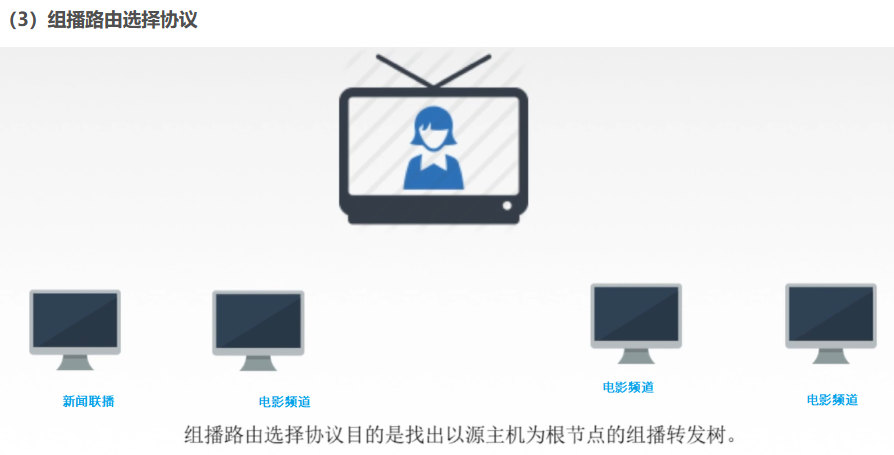 （3）组播路由选择协议
新闻联播
电影频道
电影频道
电影频道
组播路由选择协议目的是找出以源主机为根节点的组播转发树。